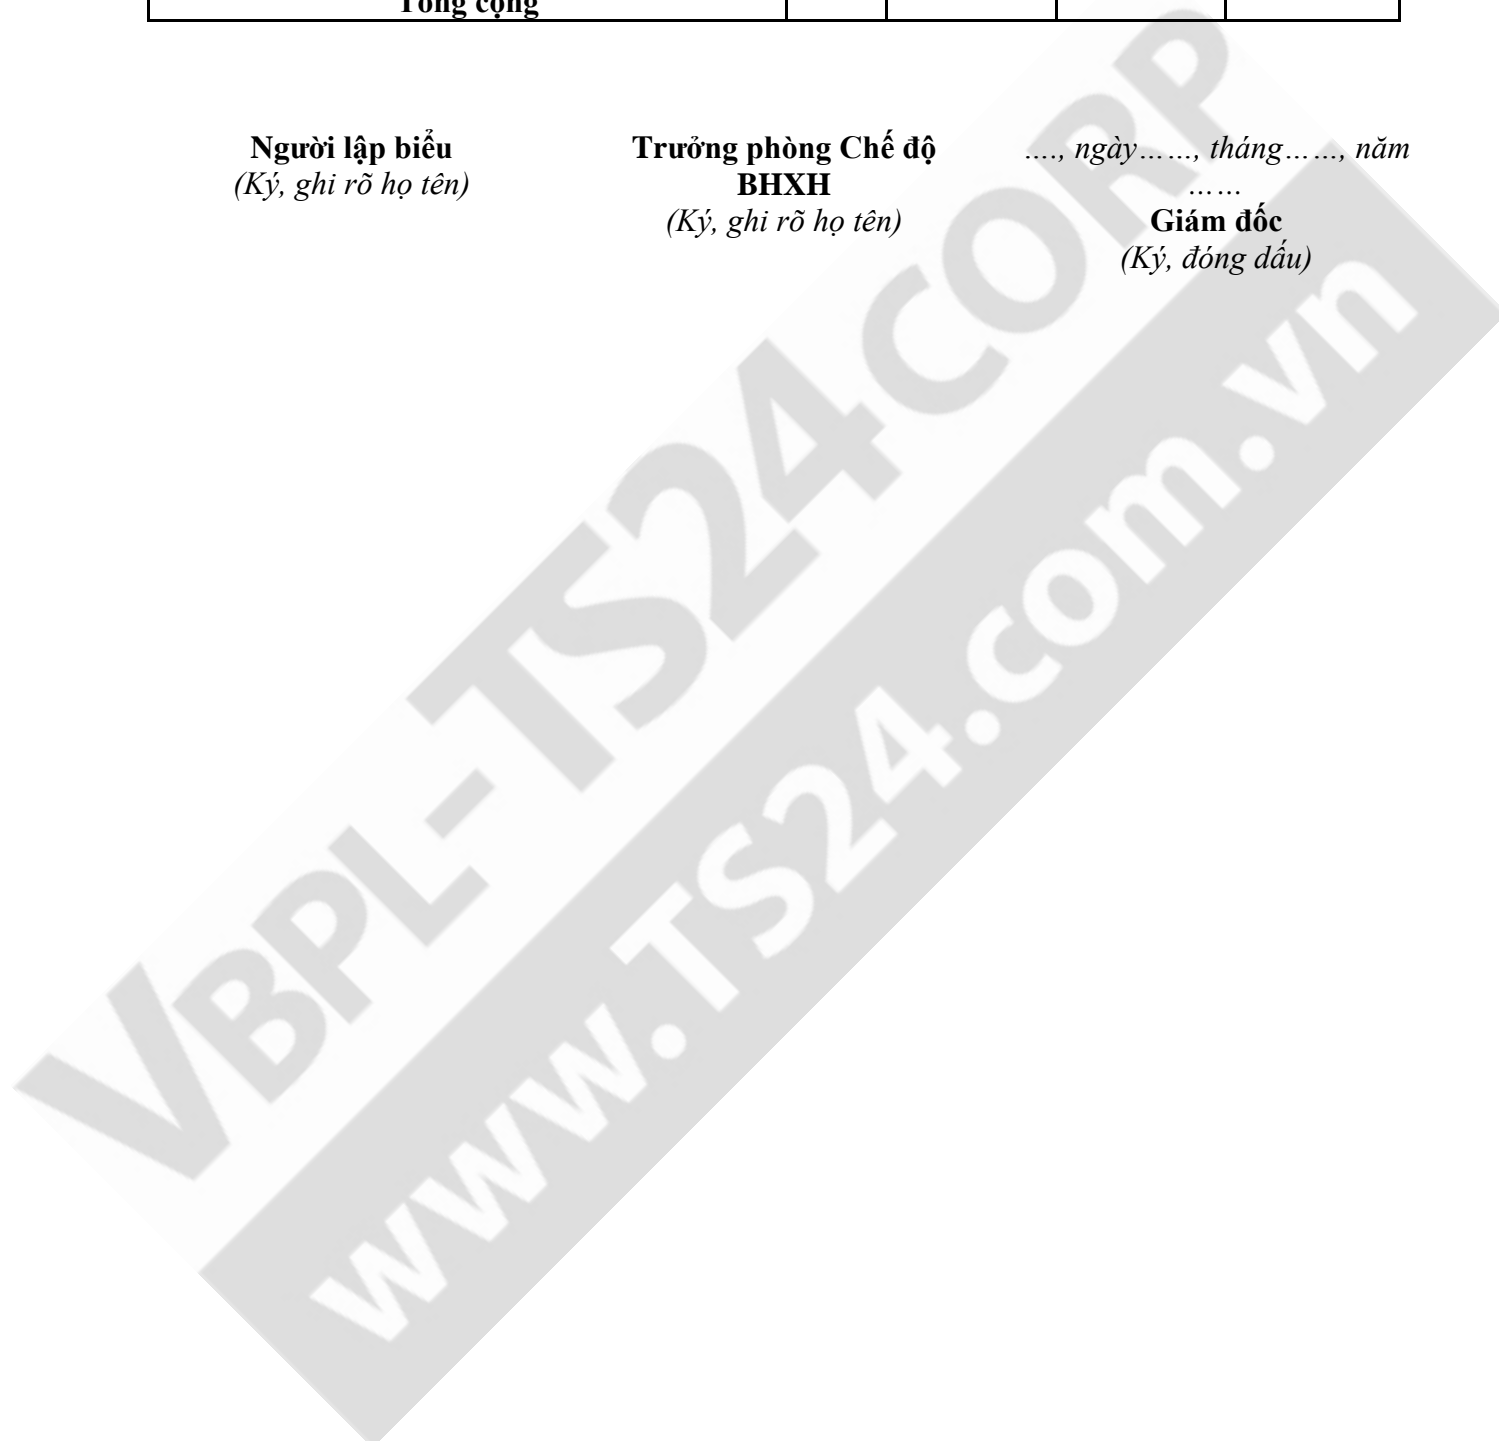 Tổng cộng
Người lập biểu
(Ký, ghi rõ họ tên)
Trưởng phòng Chế độ
BHXH
(Ký, ghi rõ họ tên)
…., ngày……, tháng……, năm
……
Giám đốc
(Ký, đóng dấu)
VBPL-TS24CORP
www.TS24.com.vn